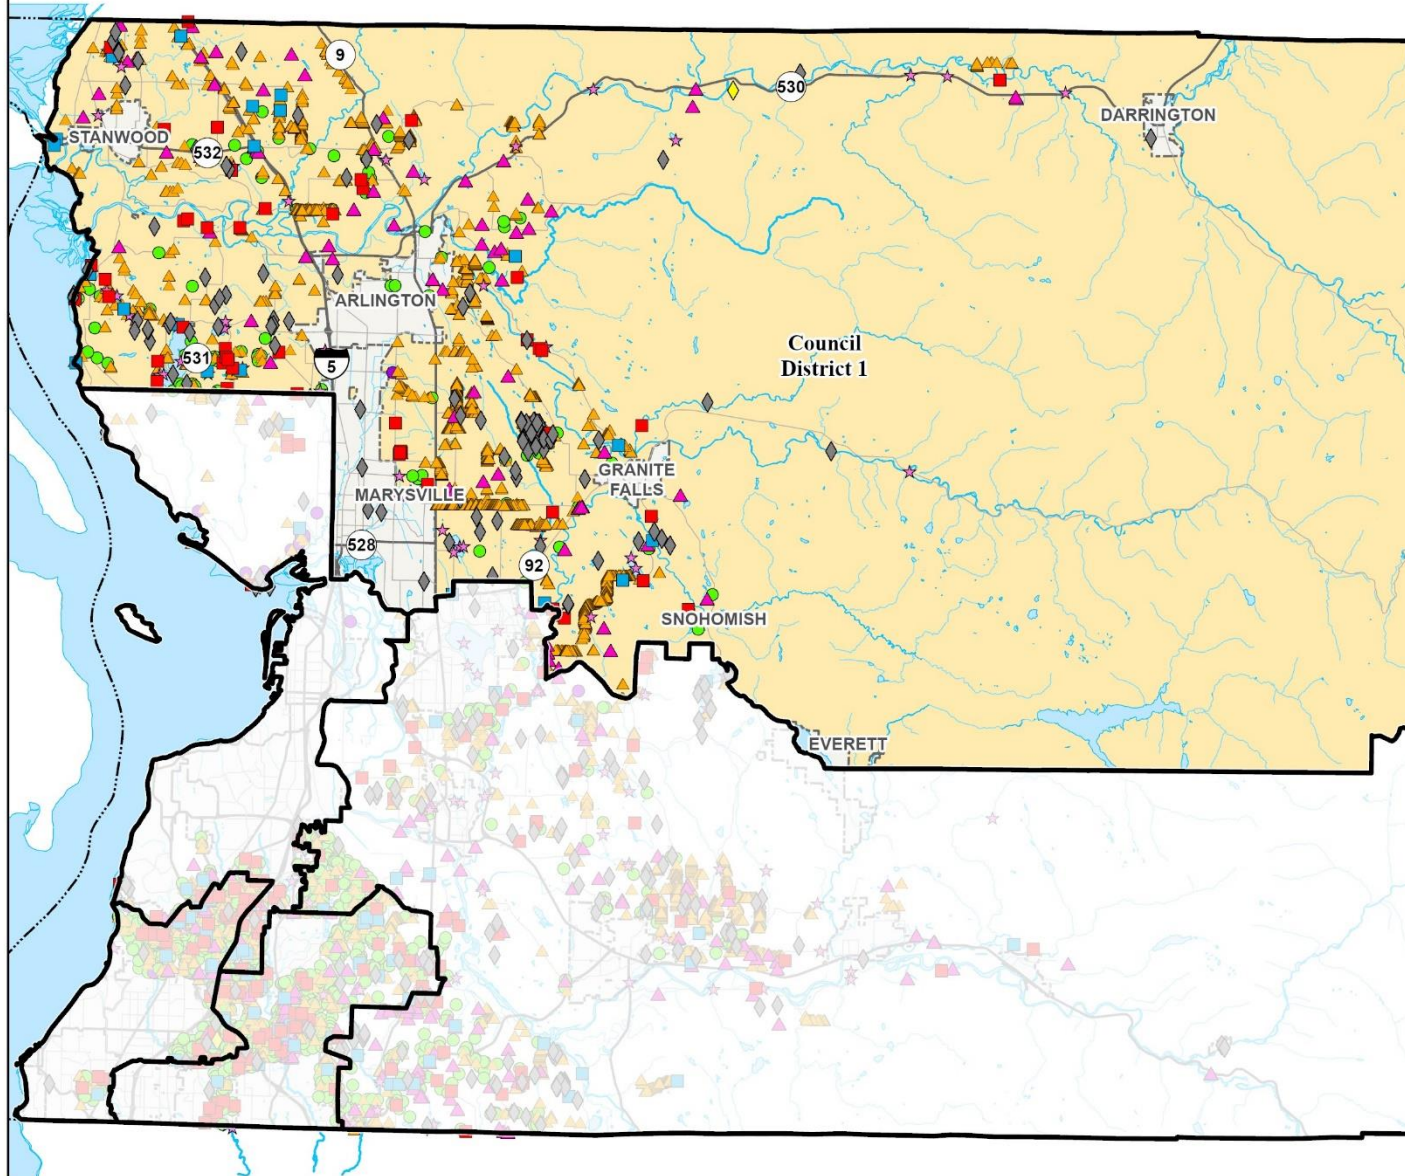 9
530
DARRINGTON
STANWOOD
532
ARLINGTON
Council
District 1
531
5
GRANITE
FALLS
MARYSVILLE
528
92
SNOHOMISH
EVERETT